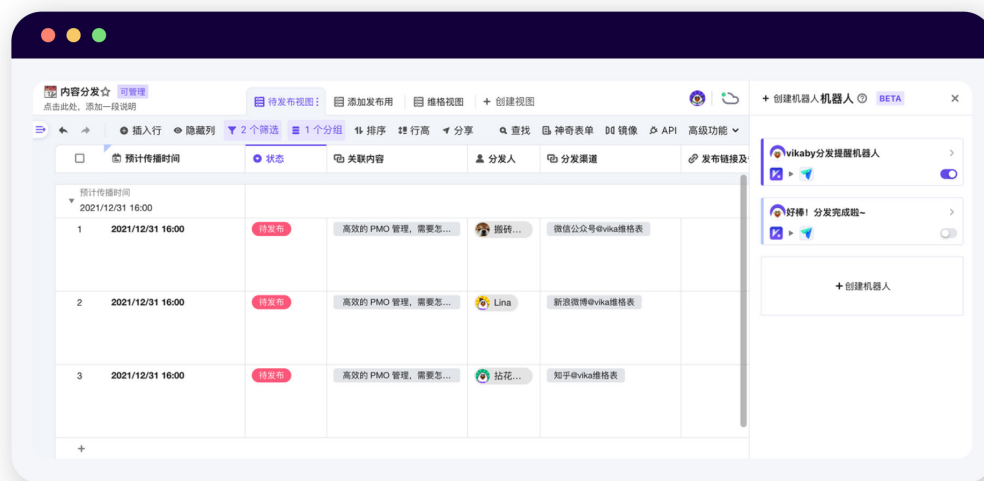 内容分发☆ 可管理
点击此处，添加一段说明
待发布视图
添加发布用
维格视图
+ 创建视图
插入行
隐藏列
2 个筛选
1 个分组
排序
行高
分享
查找
神奇表单
镜像
API
高级功能
预计传播时间
状态
关联内容
分发人
分发渠道
发布链接及
预计传播时间
2021/12/31 16:00
1 2021/12/31 16:00 待发布 高效的 PMO 管理，需要怎... 搬砖... 微信公众号@vika维格表
2 2021/12/31 16:00 待发布 高效的 PMO 管理，需要怎... Lina 新浪微博@vika维格表
3 2021/12/31 16:00 待发布 高效的 PMO 管理，需要怎... 拈花... 知乎@vika维格表
+
+ 创建机器人机器人 BETA
vikaby分发提醒机器人
好棒！分发完成啦~
+ 创建机器人